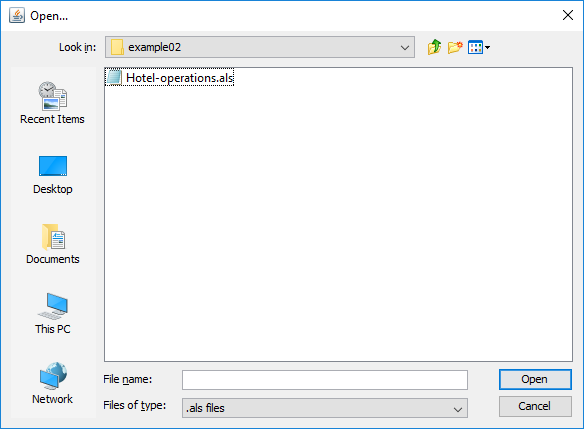 Open...
Look in: example02
Hotel-operations.als
Recent Items
Desktop
Documents
This PC
Network
File name:
Open
Files of type: .als files
Cancel